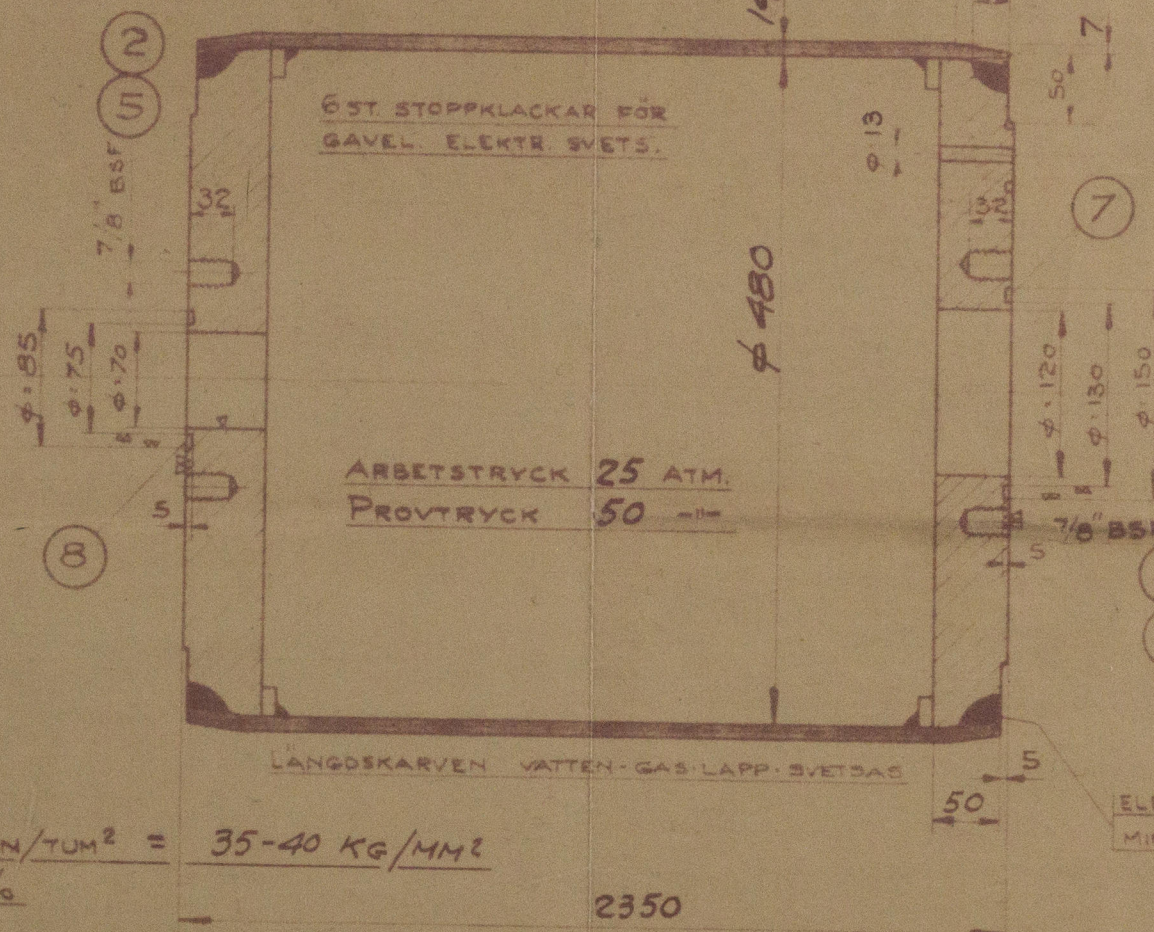 2
5
14
7
50
6 ST. STOPPKLACKAR FÖR
GAVEL. ELEKTR. SVETS.
φ 13
7/8" BSF
32
32
7
φ 480
φ=85
φ=75
φ=70
φ=120
φ=130
φ=150
ARBETSTRYCK 25 ATM.
PROVTRYCK 50 -"-
5
8
7/8" BSF
5
LÄNGDSKARVEN VATTEN-GAS-LAPP-SVETSAS
5
50
N/TUM² = 35-40 KG/MM²
2350